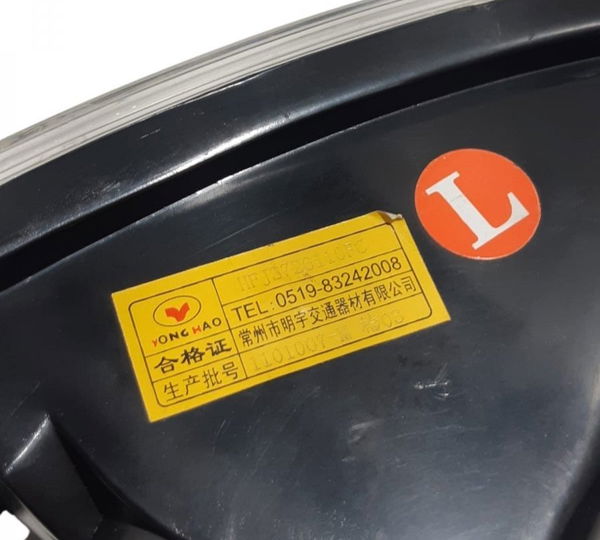 L
TEL:0519-83242008
YONG HAO
常州市明宇交通器材有限公司
合格证
生产批号